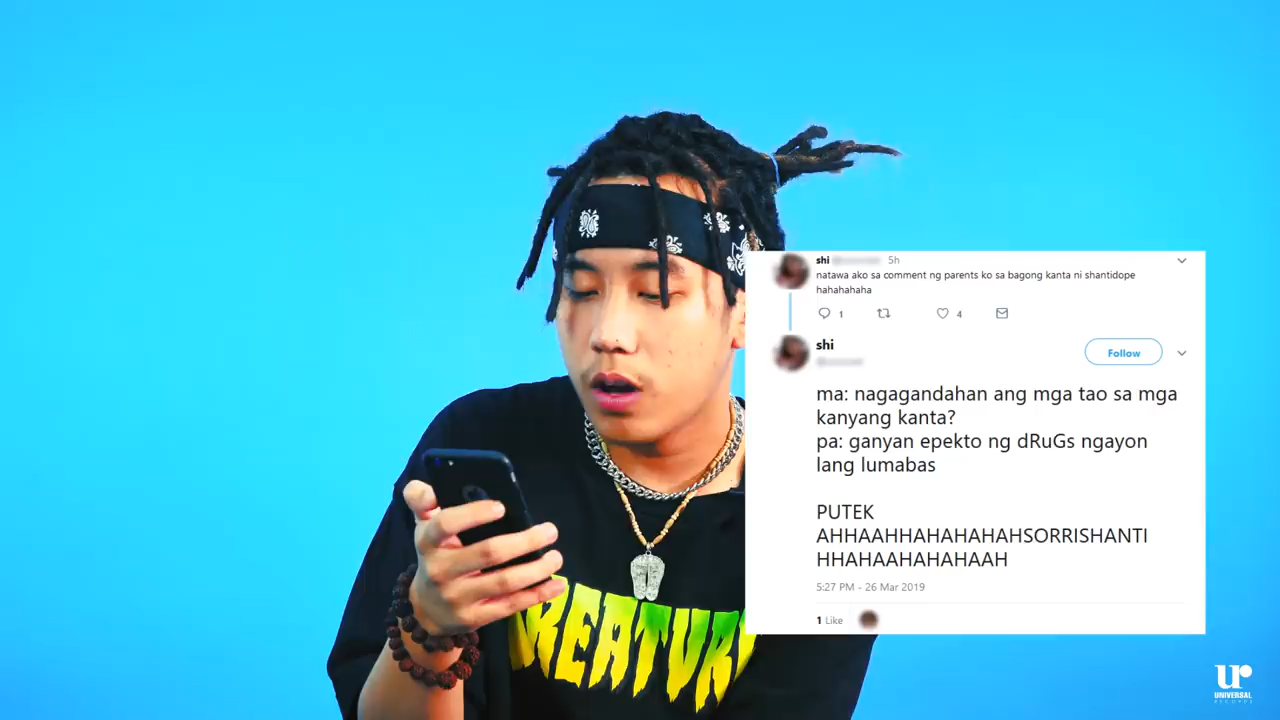 shi
5h
natawa ako sa comment ng parents ko sa bagong kanta ni shantidope
hahahahaha
1
4
shi
Follow
ma: nagagandahan ang mga tao sa mga
kanyang kanta?
pa: ganyan epekto ng dRuGs ngayon
lang lumabas
PUTEK
AHHAAHHAHAHAHAHSORRISHANTI
HHAHAAHAHAHAAH
5:27 PM - 26 Mar 2019
1 Like
CREATUR
ur
UNIVERSAL
RECORDS